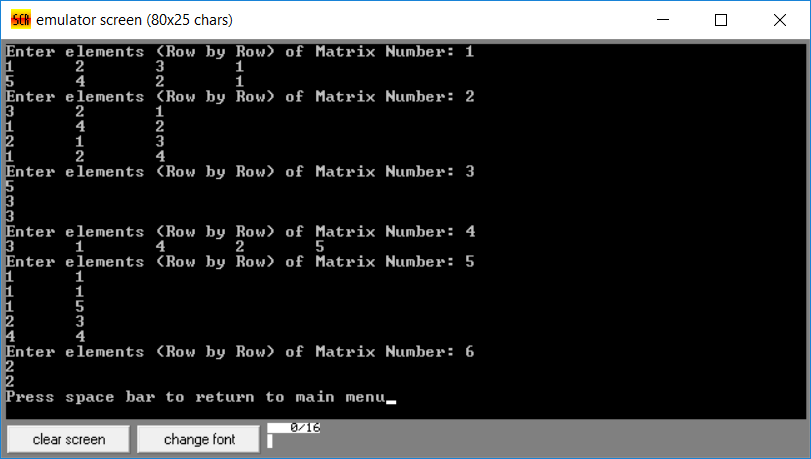 SCR emulator screen (80x25 chars)
Enter elements (Row by Row) of Matrix Number: 1
1 2 3 1
5 4 2 1
Enter elements (Row by Row) of Matrix Number: 2
3 2 1
1 4 2
2 1 3
1 2 4
Enter elements (Row by Row) of Matrix Number: 3
5
3
3
Enter elements (Row by Row) of Matrix Number: 4
3 1 4 2 5
Enter elements (Row by Row) of Matrix Number: 5
1 1
1 1
1 5
2 3
4 4
Enter elements (Row by Row) of Matrix Number: 6
2
2
Press space bar to return to main menu_
clear screen change font 0/16